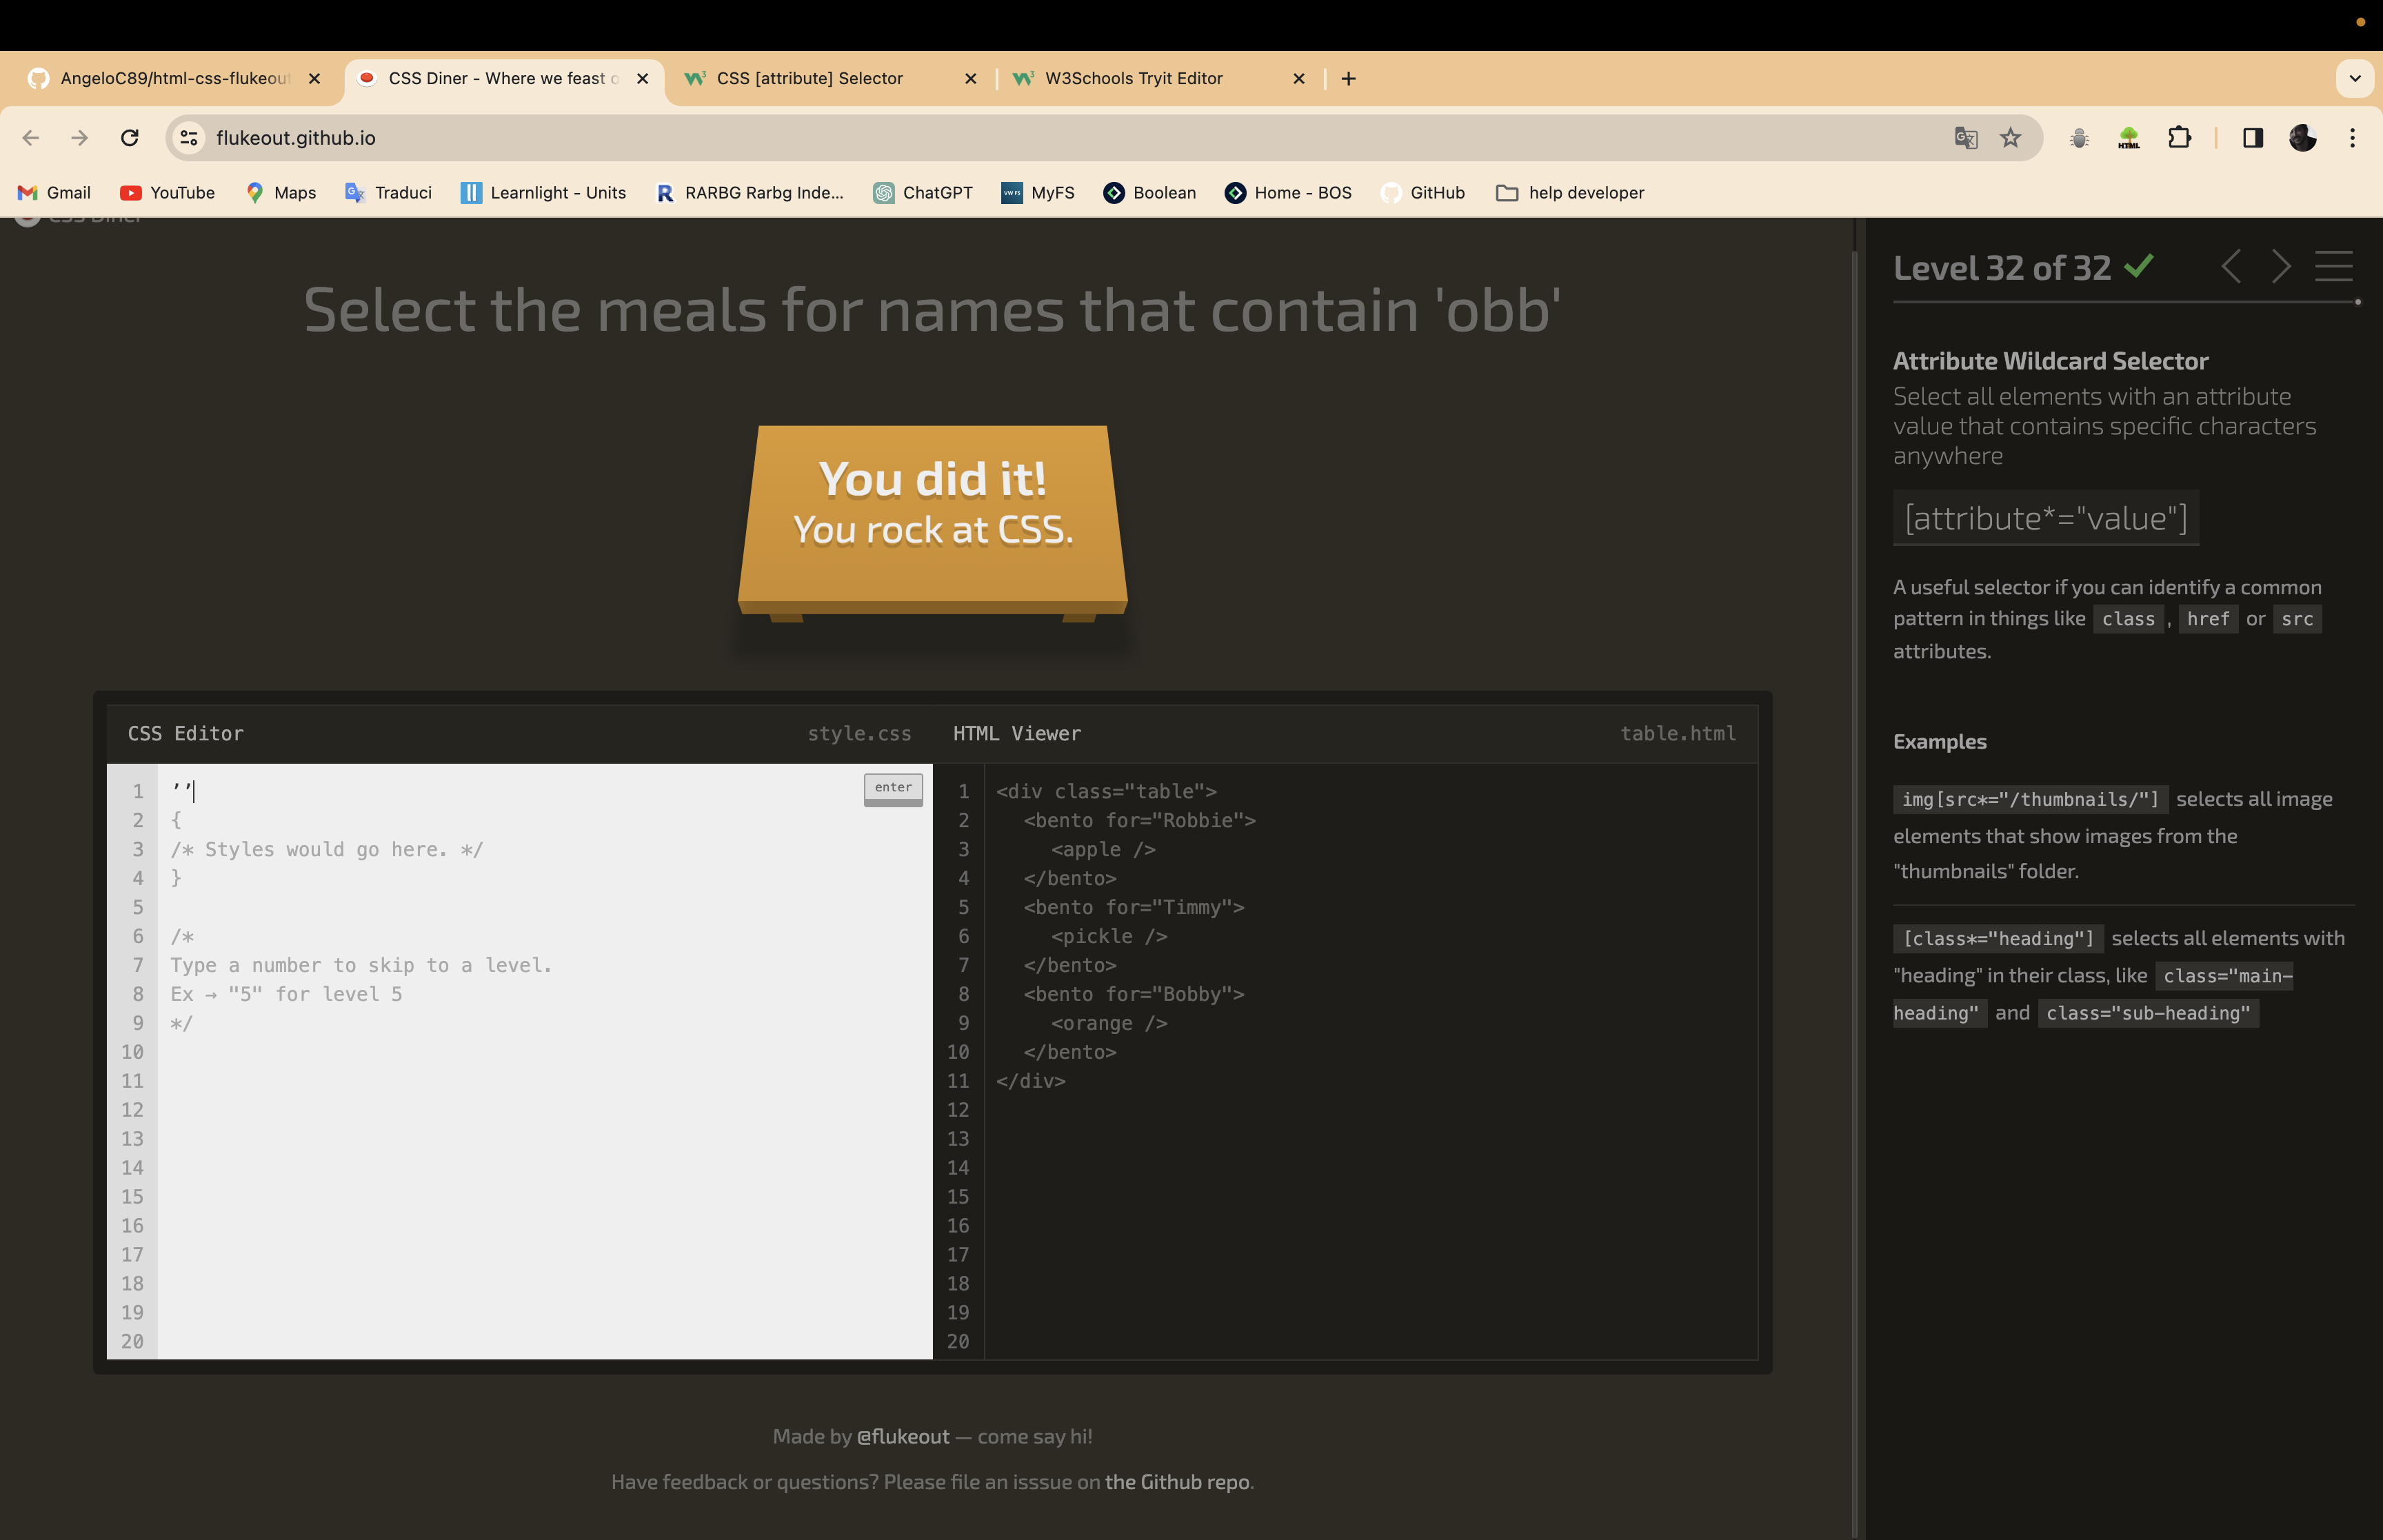 AngeloC89/html-css-flukeout
CSS Diner - Where we feast o
CSS [attribute] Selector
W3Schools Tryit Editor
flukeout.github.io
HTML
Gmail
YouTube
Maps
Traduci
Learnlight - Units
RARBG Rarbg Inde...
ChatGPT
VW FS
MyFS
Boolean
Home - BOS
GitHub
help developer
CSS Diner
Select the meals for names that contain 'obb'
You did it!
You rock at CSS.
CSS Editor
style.css
1 ’’
enter
2 {
3 /* Styles would go here. */
4 }
5
6 /*
7 Type a number to skip to a level.
8 Ex → "5" for level 5
9 */
10
11
12
13
14
15
16
17
18
19
20
HTML Viewer
table.html
1 <div class="table">
2 <bento for="Robbie">
3 <apple />
4 </bento>
5 <bento for="Timmy">
6 <pickle />
7 </bento>
8 <bento for="Bobby">
9 <orange />
10 </bento>
11 </div>
12
13
14
15
16
17
18
19
20
Made by @flukeout — come say hi!
Have feedback or questions? Please file an isssue on the Github repo.
Level 32 of 32
Attribute Wildcard Selector
Select all elements with an attribute
value that contains specific characters
anywhere
[attribute*="value"]
A useful selector if you can identify a common
pattern in things like class , href or src
attributes.
Examples
img[src*="/thumbnails/"] selects all image
elements that show images from the
"thumbnails" folder.
[class*="heading"] selects all elements with
"heading" in their class, like class="main-
heading" and class="sub-heading"